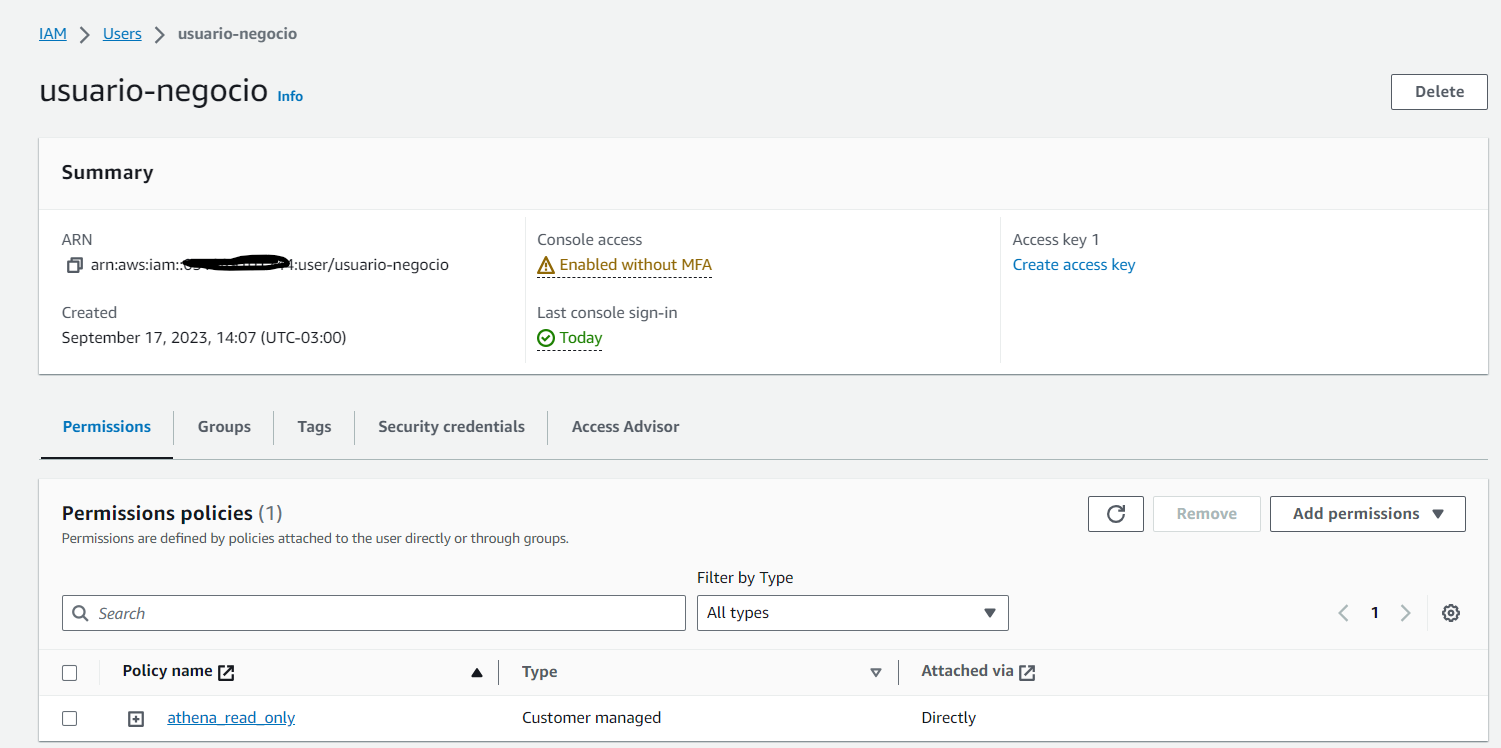 IAM > Users > usuario-negocio
usuario-negocio Info
Delete
Summary
ARN
arn:aws:iam:: :user/usuario-negocio
Created
September 17, 2023, 14:07 (UTC-03:00)
Console access
Enabled without MFA
Last console sign-in
Today
Access key 1
Create access key
Permissions
Groups
Tags
Security credentials
Access Advisor
Permissions policies (1)
Permissions are defined by policies attached to the user directly or through groups.
Remove
Add permissions
Filter by Type
Search
All types
1
Policy name
Type
Attached via
athena_read_only
Customer managed
Directly